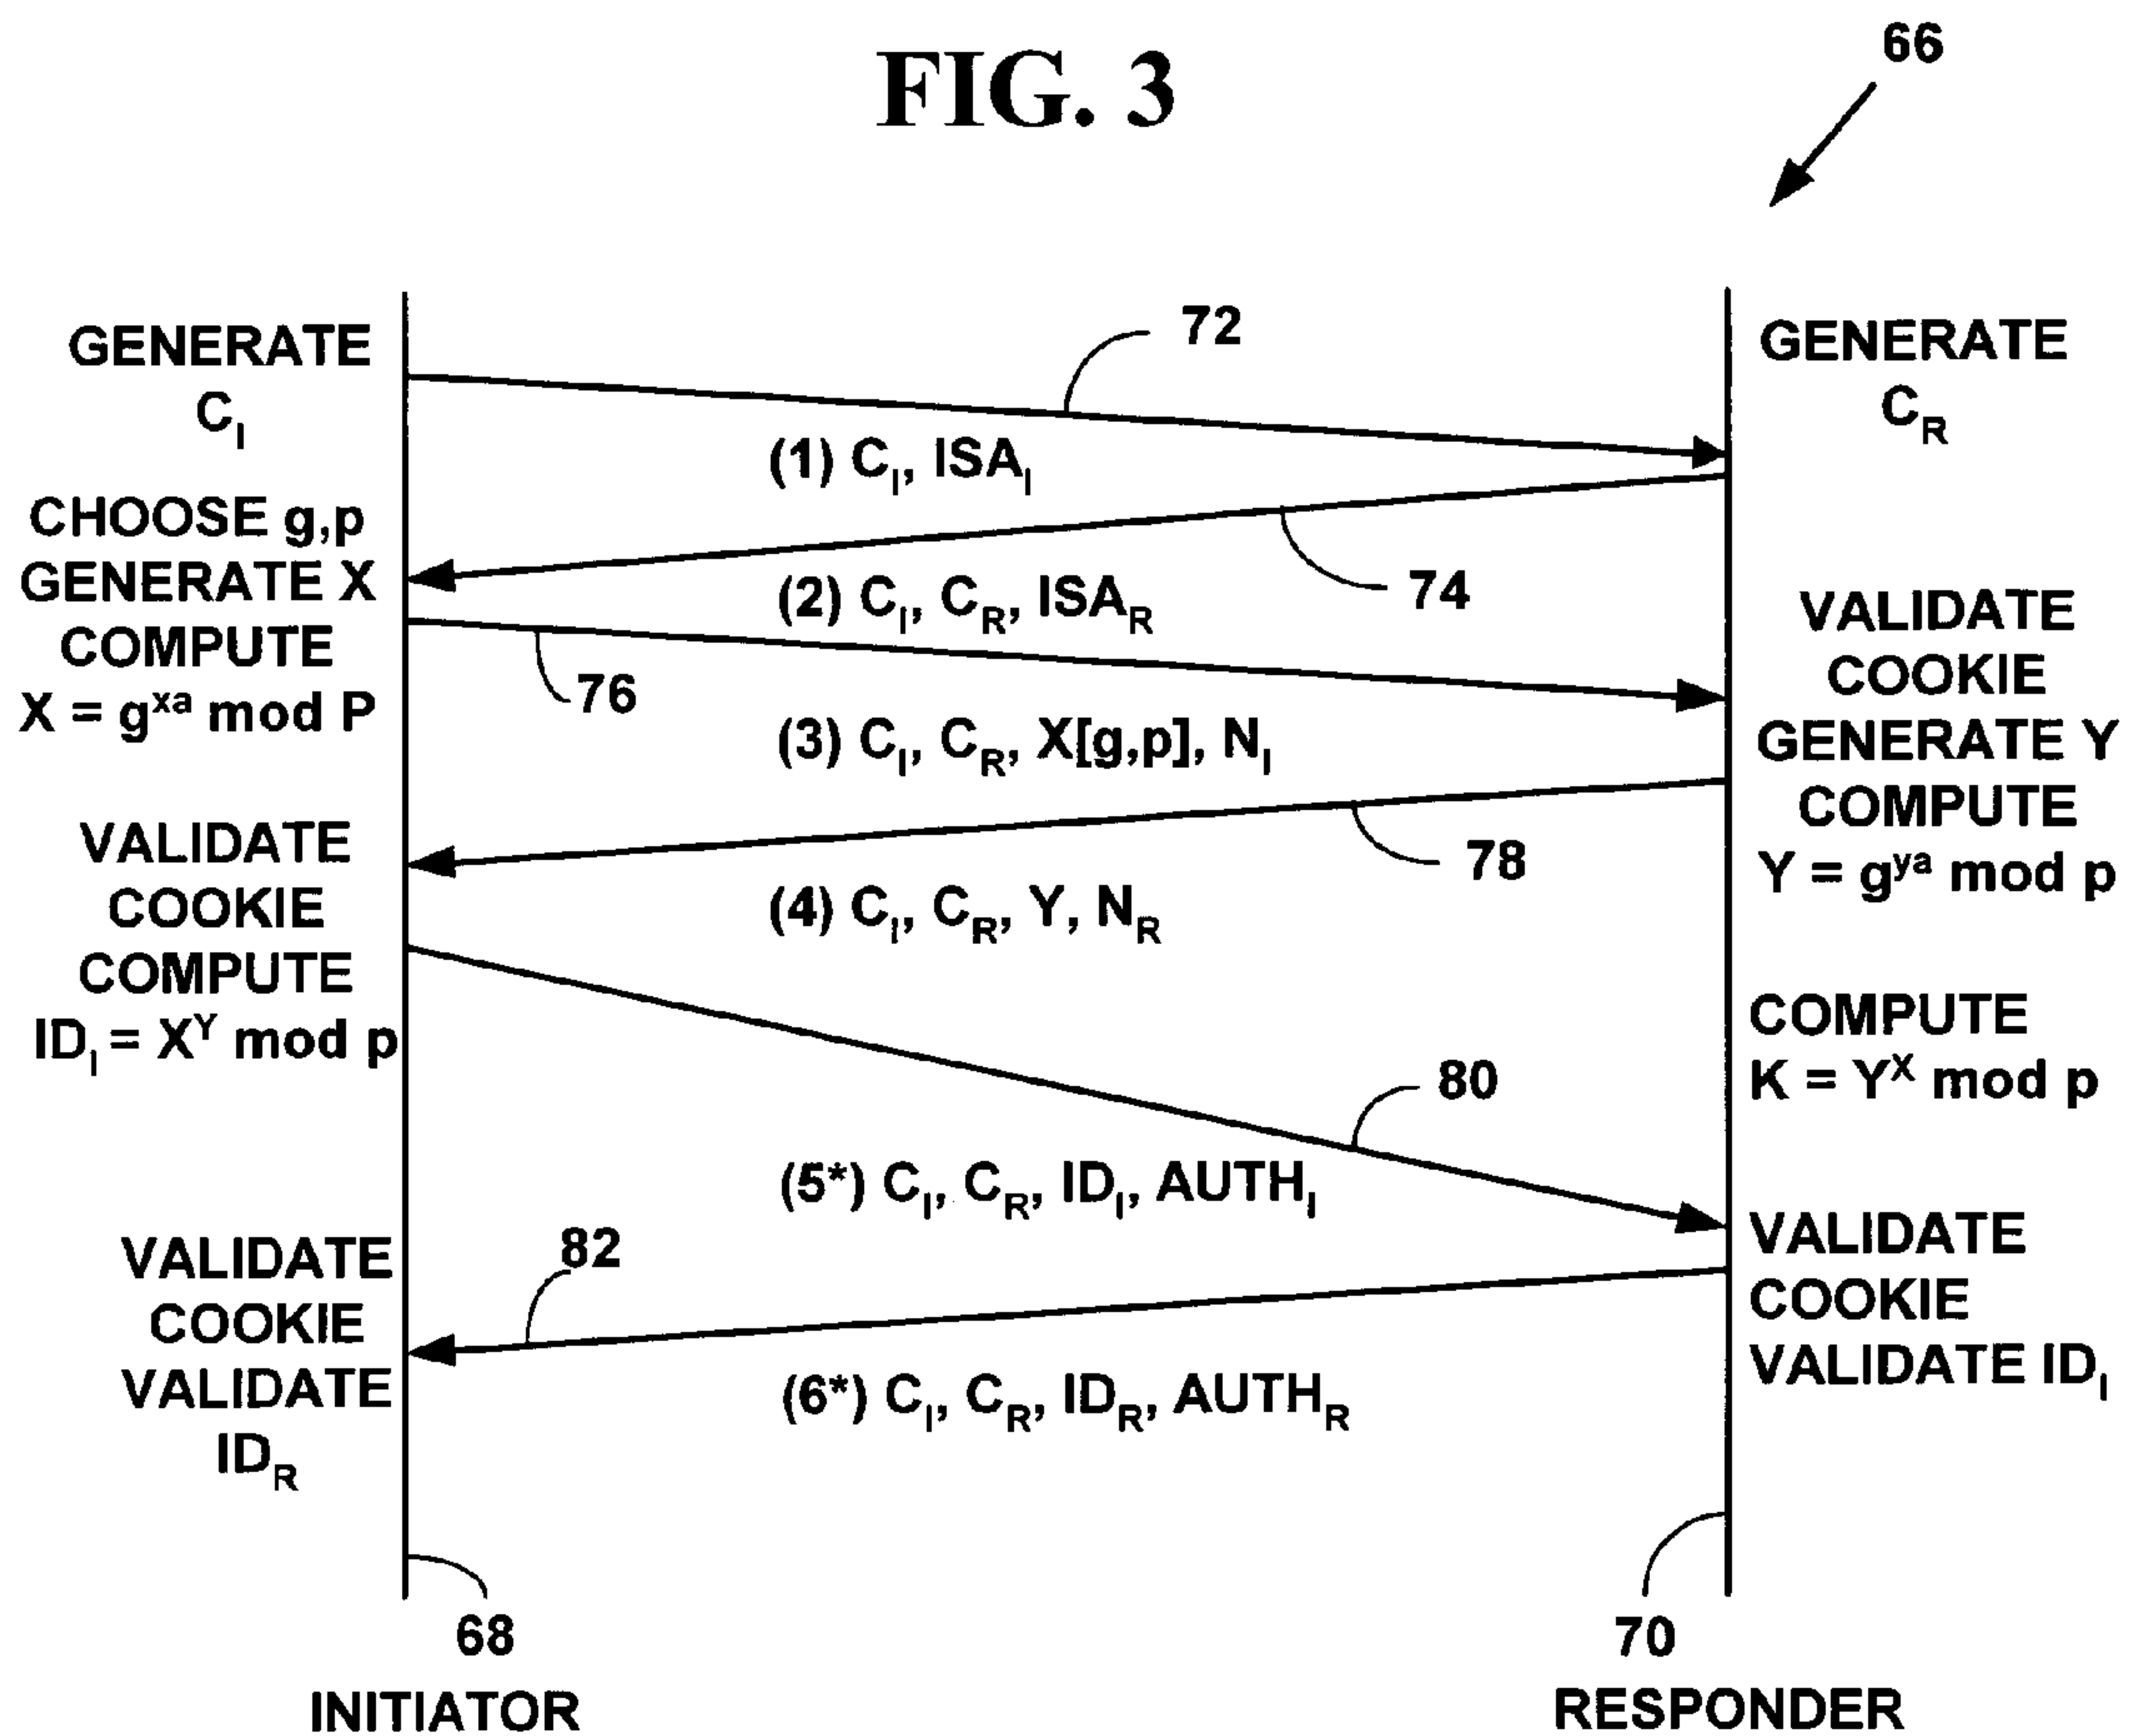 FIG. 3
66
GENERATE
C_I
GENERATE
C_R
72
(1) C_I, ISA_I
CHOOSE g,p
GENERATE X
COMPUTE
X = g^xa mod P
74
(2) C_I, C_R, ISA_R
76
(3) C_I, C_R, X[g,p], N_I
VALIDATE
COOKIE
GENERATE Y
COMPUTE
Y = g^ya mod p
78
(4) C_I, C_R, Y, N_R
VALIDATE
COOKIE
COMPUTE
ID_I = X^Y mod p
COMPUTE
K = Y^X mod p
80
(5*) C_I, C_R, ID_I, AUTH_I
82
(6*) C_I, C_R, ID_R, AUTH_R
VALIDATE
COOKIE
VALIDATE
ID_R
VALIDATE
COOKIE
VALIDATE ID_I
68
INITIATOR
70
RESPONDER